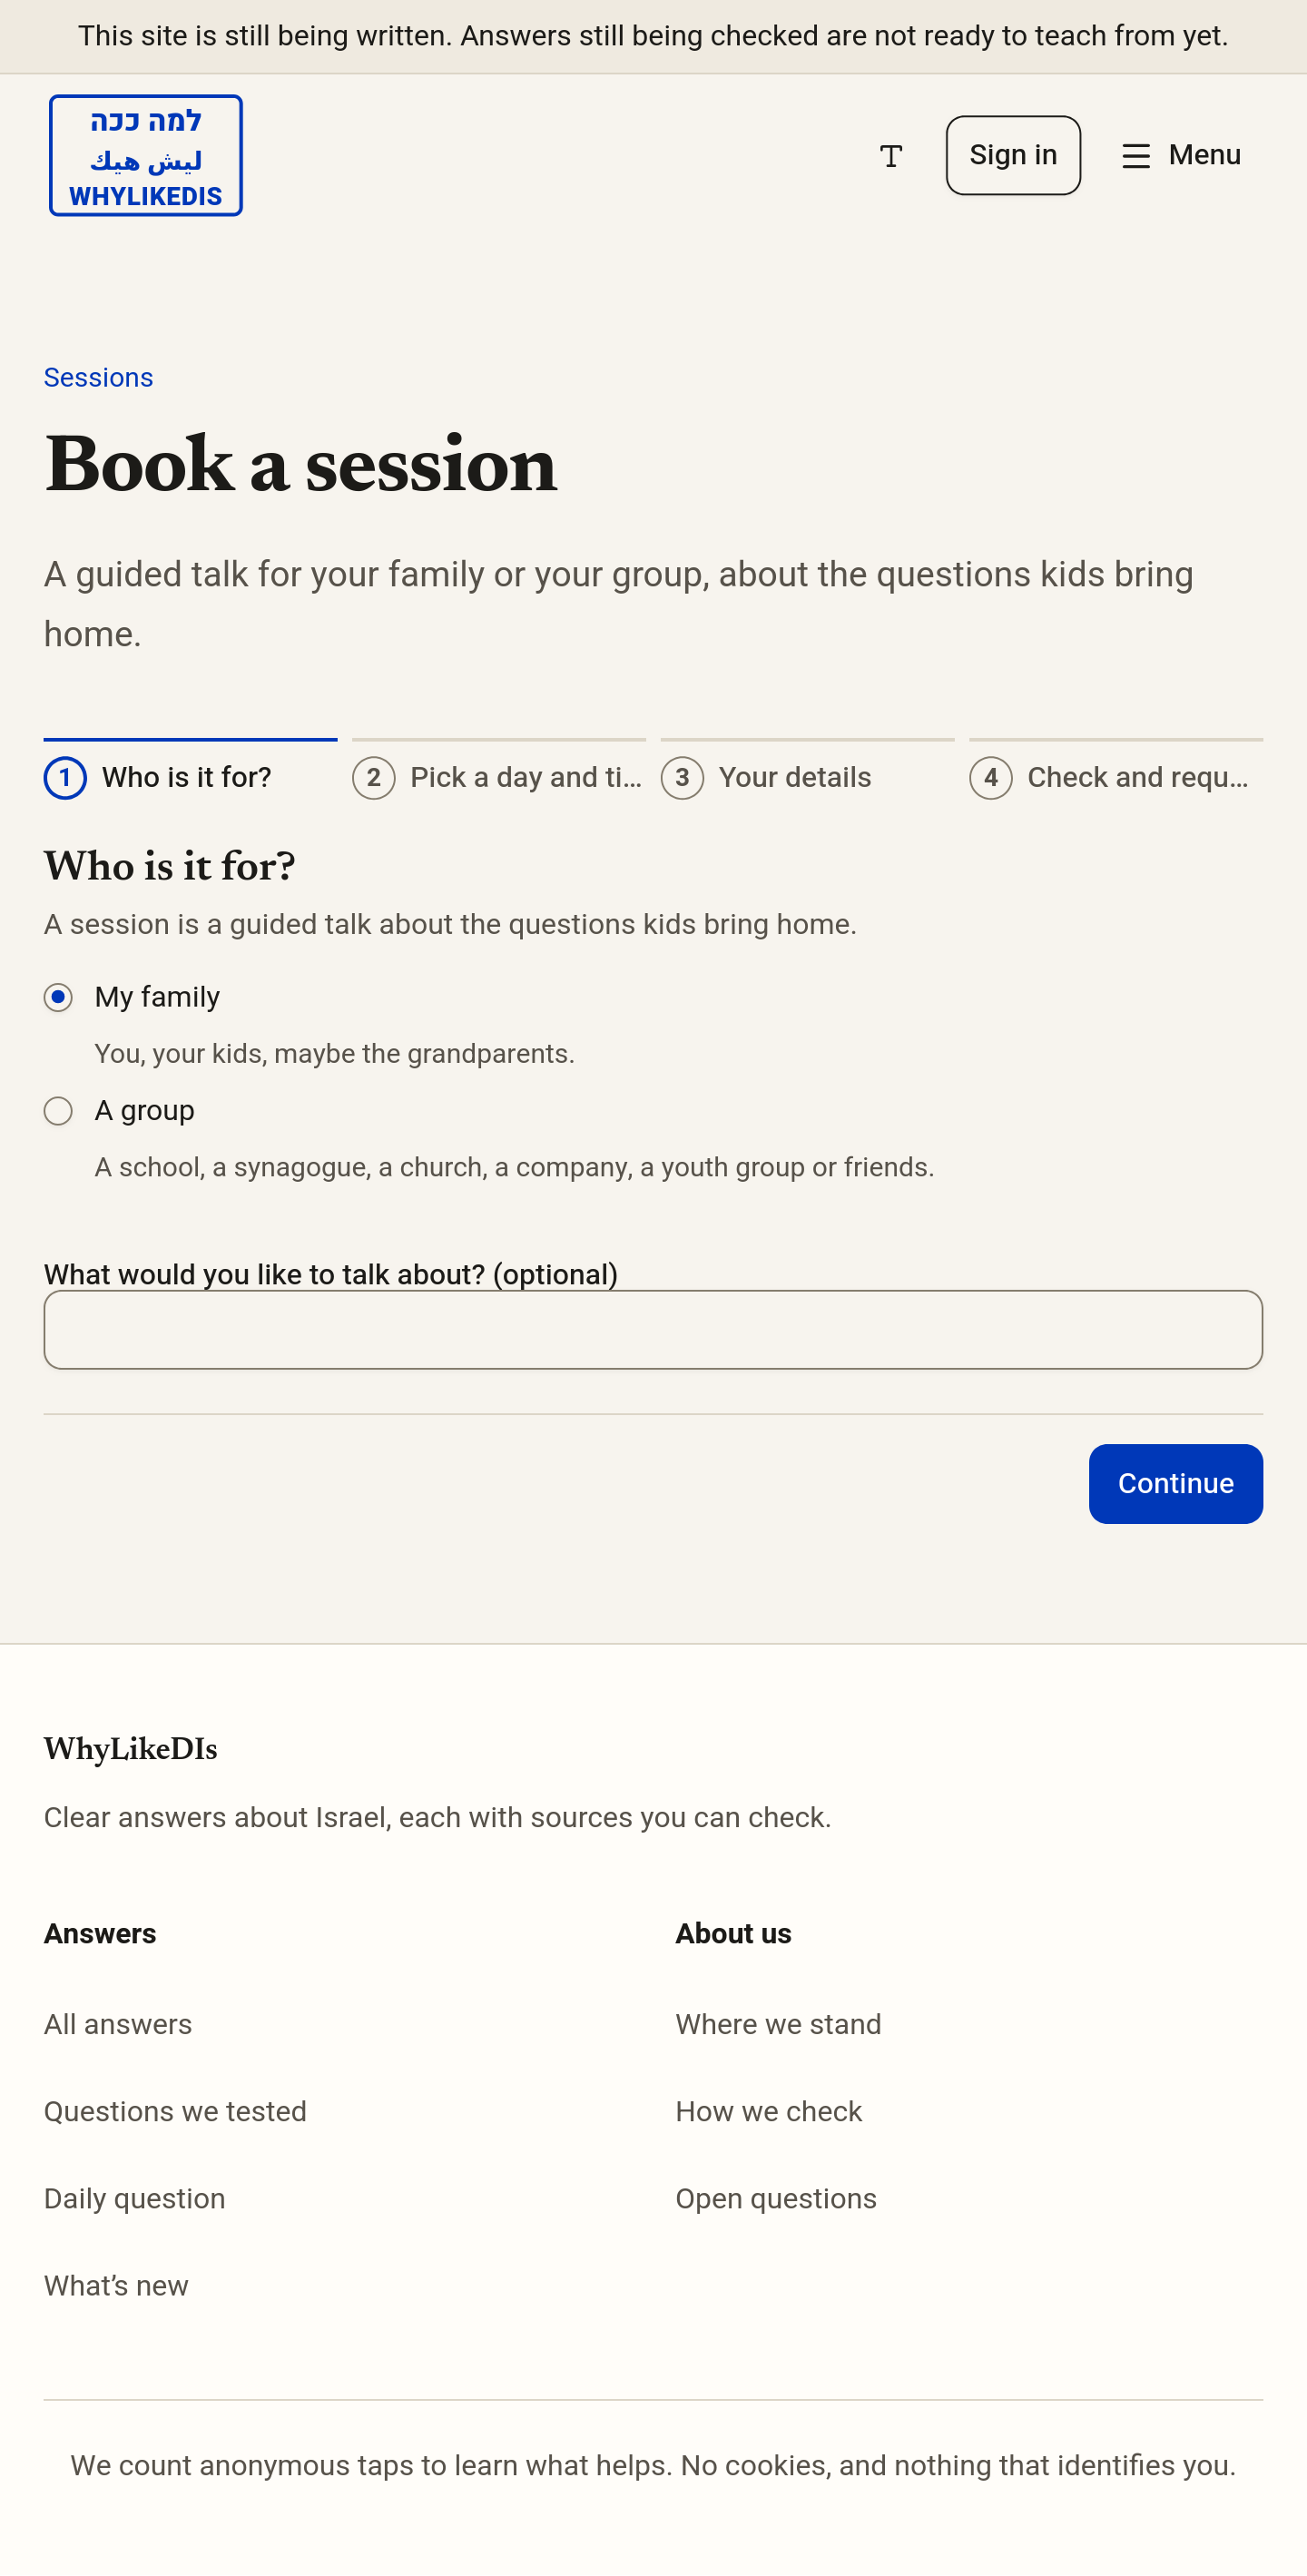 This site is still being written. Answers still being checked are not ready to teach from yet.
למה ככה
ليش هيك
WHYLIKEDIS
Sign in
Menu
Sessions
Book a session
A guided talk for your family or your group, about the questions kids bring
home.
1 Who is it for?
2 Pick a day and ti...
3 Your details
4 Check and requ...
Who is it for?
A session is a guided talk about the questions kids bring home.
My family
You, your kids, maybe the grandparents.
A group
A school, a synagogue, a church, a company, a youth group or friends.
What would you like to talk about? (optional)
Continue
WhyLikeDIs
Clear answers about Israel, each with sources you can check.
Answers
All answers
Questions we tested
Daily question
What’s new
About us
Where we stand
How we check
Open questions
We count anonymous taps to learn what helps. No cookies, and nothing that identifies you.